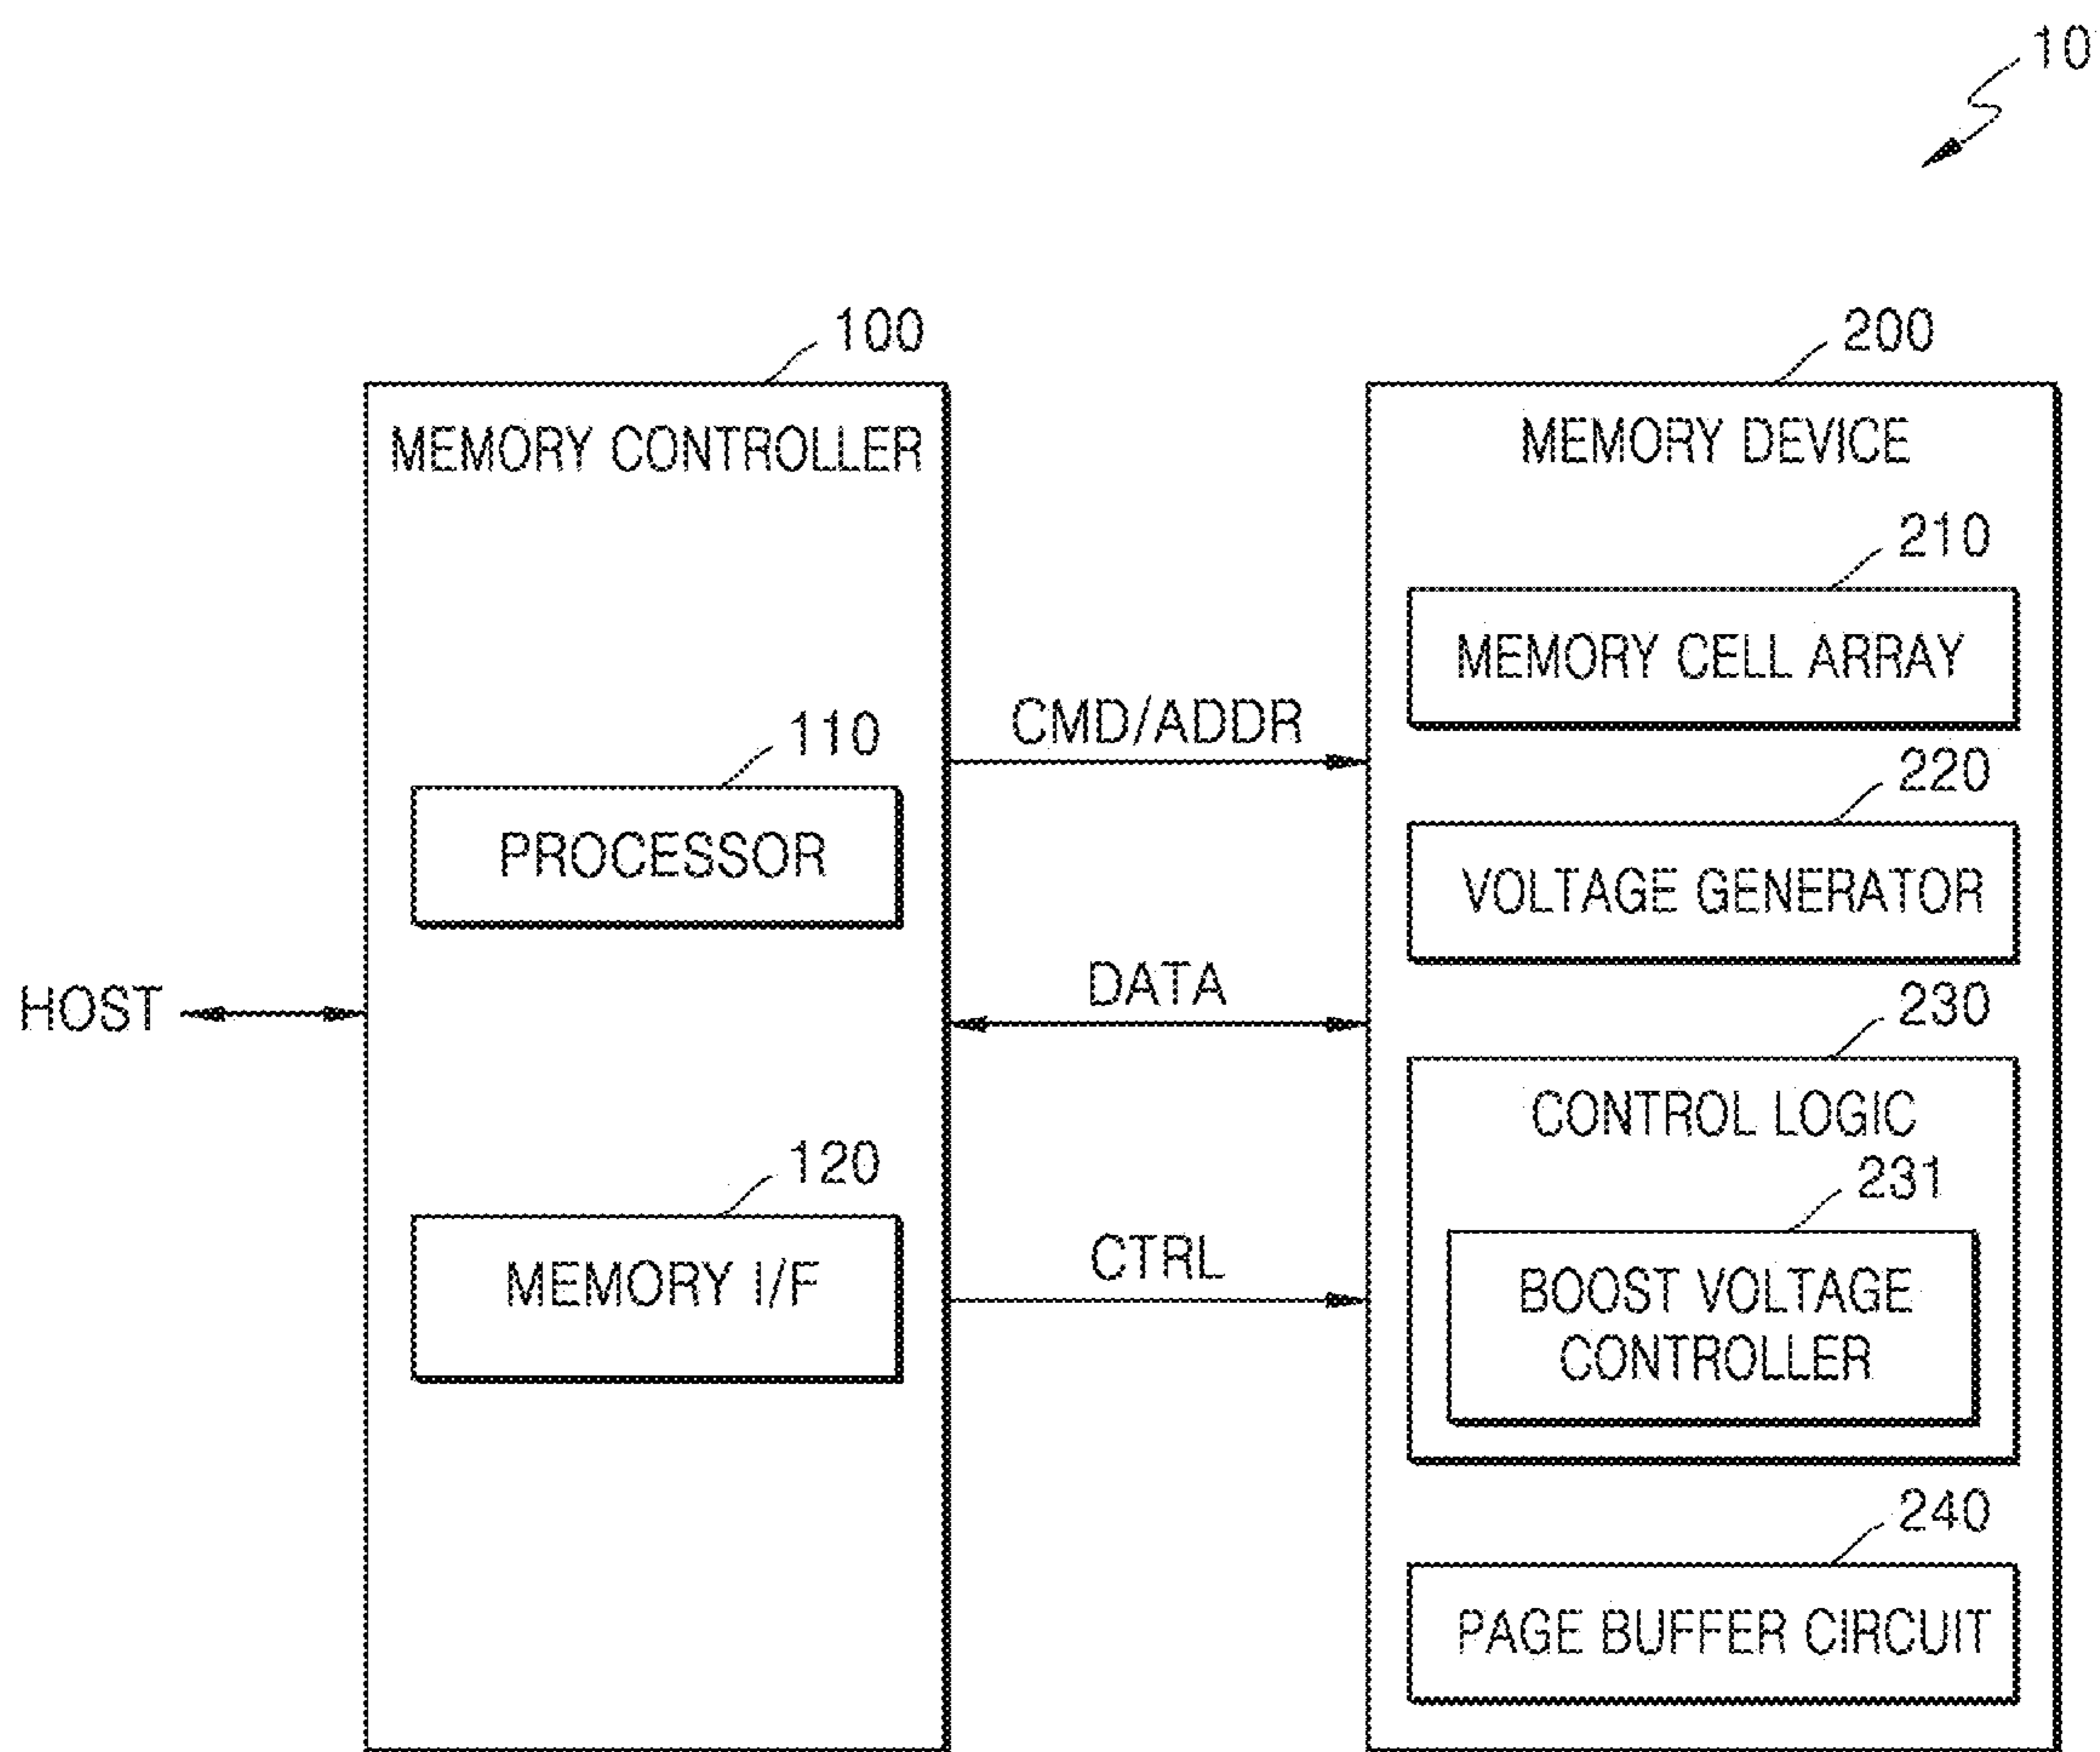 10
100
MEMORY CONTROLLER
110
PROCESSOR
120
MEMORY I/F
HOST
CMD/ADDR
DATA
CTRL
200
MEMORY DEVICE
210
MEMORY CELL ARRAY
220
VOLTAGE GENERATOR
230
CONTROL LOGIC
231
BOOST VOLTAGE
CONTROLLER
240
PAGE BUFFER CIRCUIT